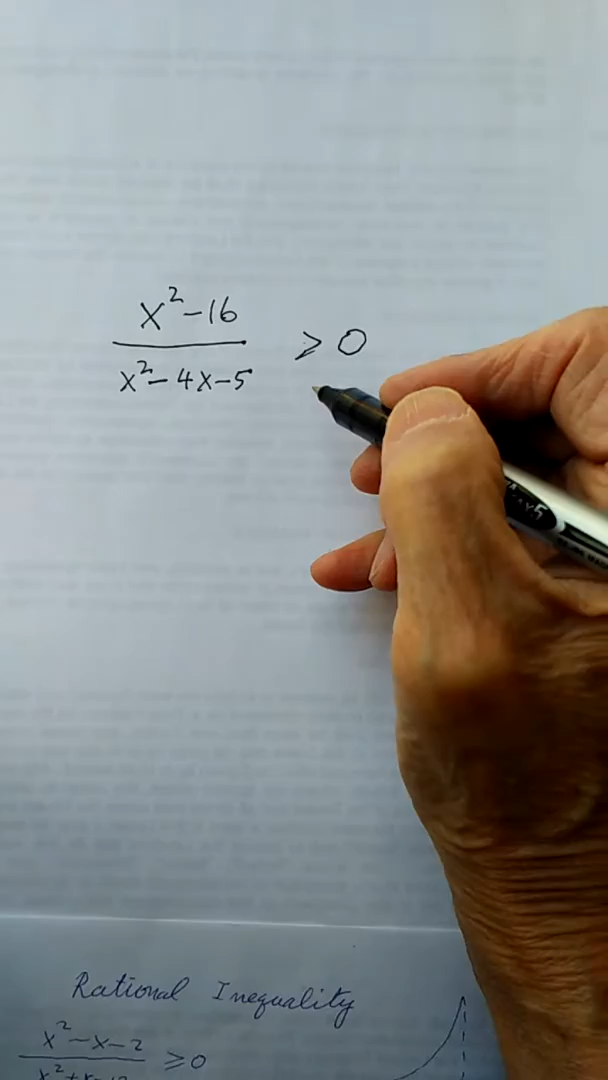 x²-16
x²-4x-5
≥ 0
Rational Inequality
x²-x-2
≥0